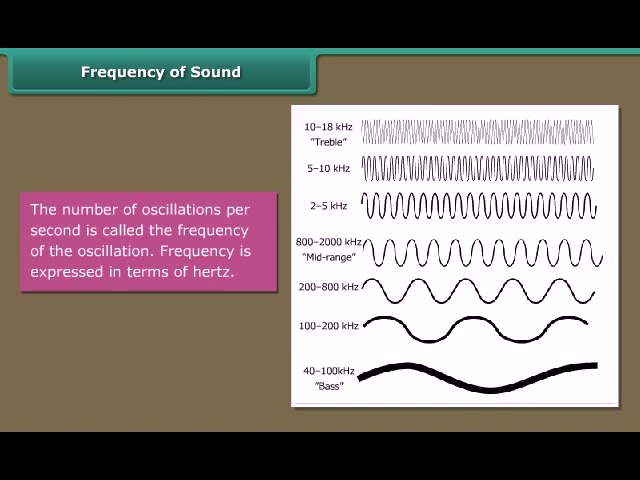 Frequency of Sound
The number of oscillations per
second is called the frequency
of the oscillation. Frequency is
expressed in terms of hertz.
10–18 kHz
“Treble”
5–10 kHz
2–5 kHz
800–2000 kHz
“Mid-range”
200–800 kHz
100–200 kHz
40–100kHz
”Bass”